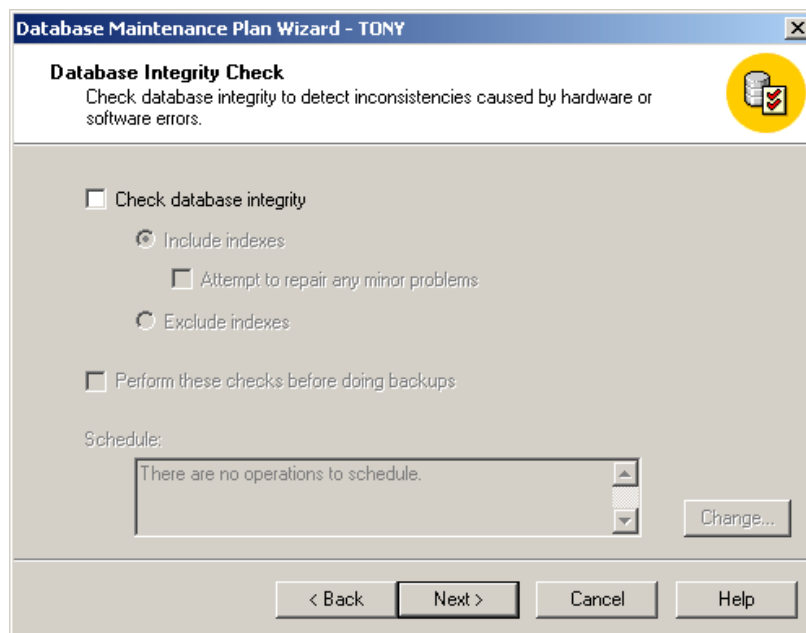 Database Maintenance Plan Wizard - TONY
Database Integrity Check
Check database integrity to detect inconsistencies caused by hardware or
software errors.
Check database integrity
Include indexes
Attempt to repair any minor problems
Exclude indexes
Perform these checks before doing backups
Schedule:
There are no operations to schedule.
Change...
< Back
Next >
Cancel
Help